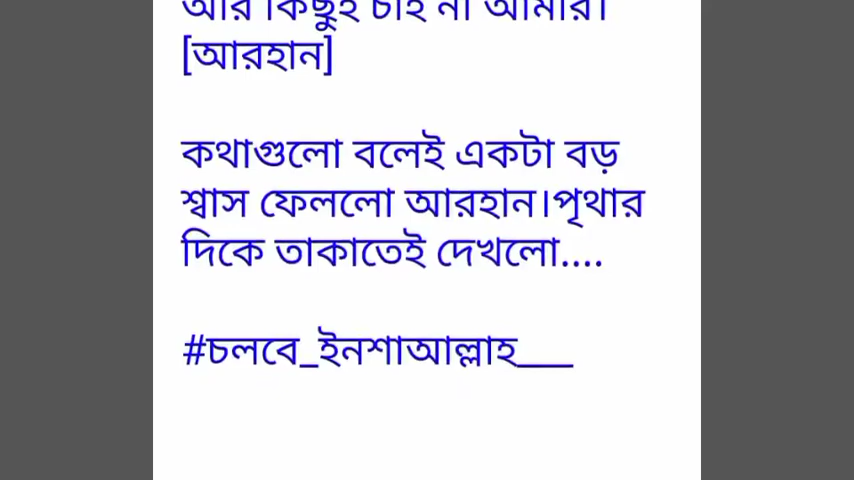 আর কিছুই চাই না আমার।
[আরহান]
কথাগুলো বলেই একটা বড়
শ্বাস ফেললো আরহান।পৃথার
দিকে তাকাতেই দেখলো....
#চলবে_ইনশাআল্লাহ___